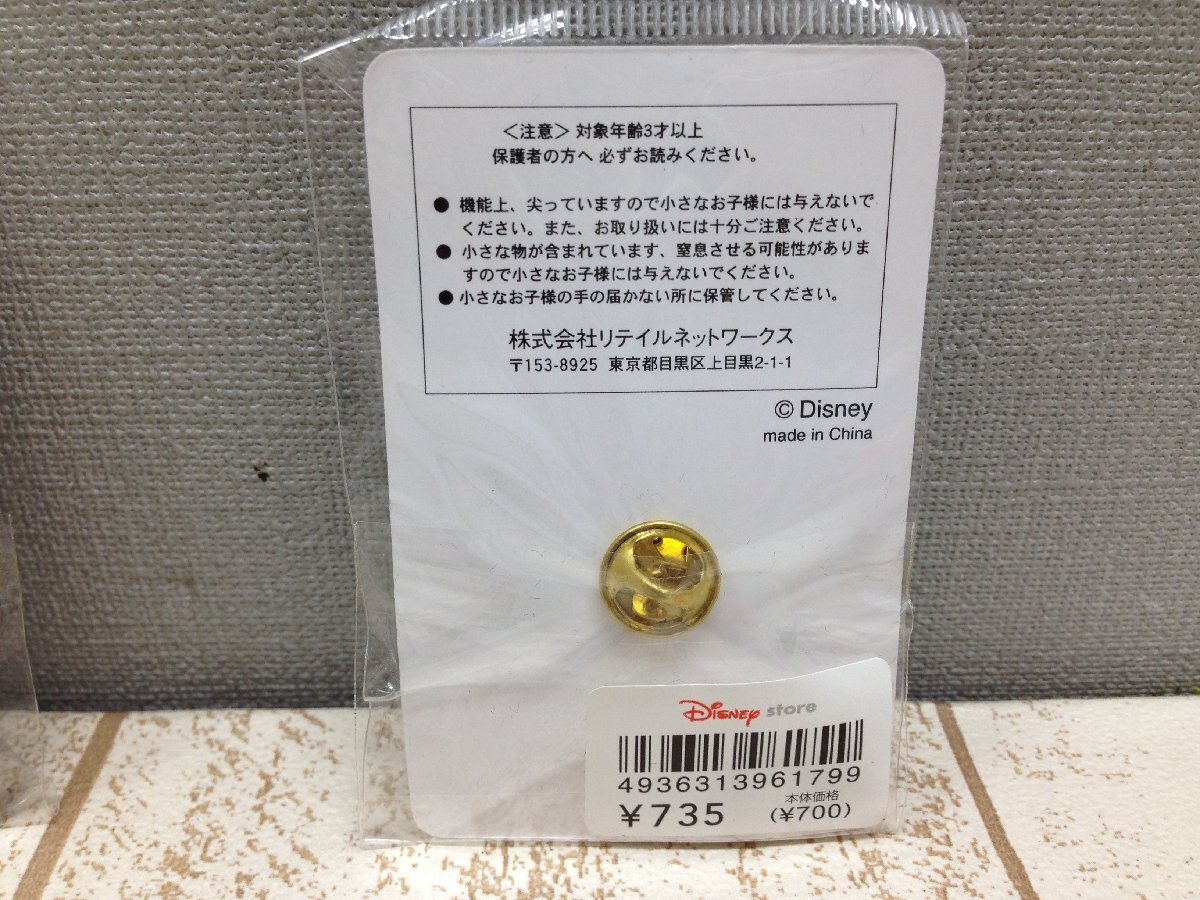 ＜注意＞対象年齢3才以上
保護者の方へ 必ずお読みください。
● 機能上、尖っていますので小さなお子様には与えないで
ください。また、お取り扱いには十分ご注意ください。
● 小さな物が含まれています、窒息させる可能性がありま
すので小さなお子様には与えないでください。
● 小さなお子様の手の届かない所に保管してください。
株式会社リテイルネットワークス
〒153-8925 東京都目黒区上目黒2-1-1
© Disney
made in China
Disney store
4936313961799
本体価格
¥735 (¥700)